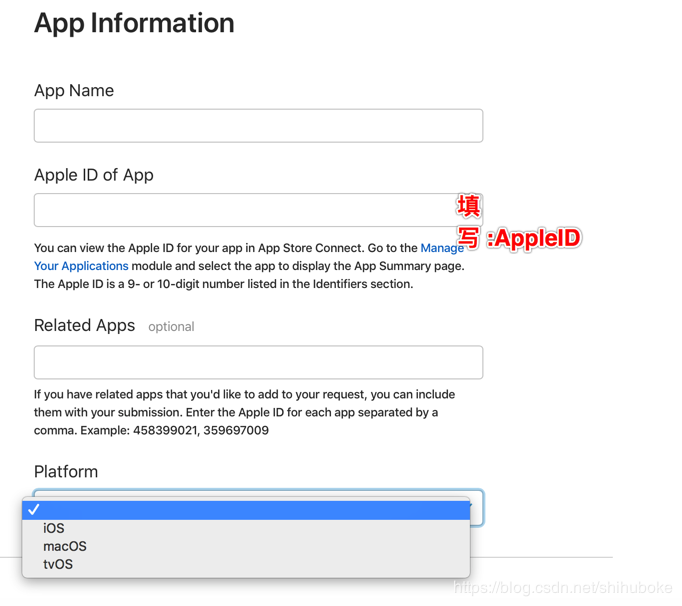 App Information
App Name
Apple ID of App
填
写 :AppleID
You can view the Apple ID for your app in App Store Connect. Go to the Manage
Your Applications module and select the app to display the App Summary page.
The Apple ID is a 9- or 10-digit number listed in the Identifiers section.
Related Apps optional
If you have related apps that you'd like to add to your request, you can include
them with your submission. Enter the Apple ID for each app separated by a
comma. Example: 458399021, 359697009
Platform
✓
iOS
macOS
tvOS
https://blog.csdn.net/shihuboke